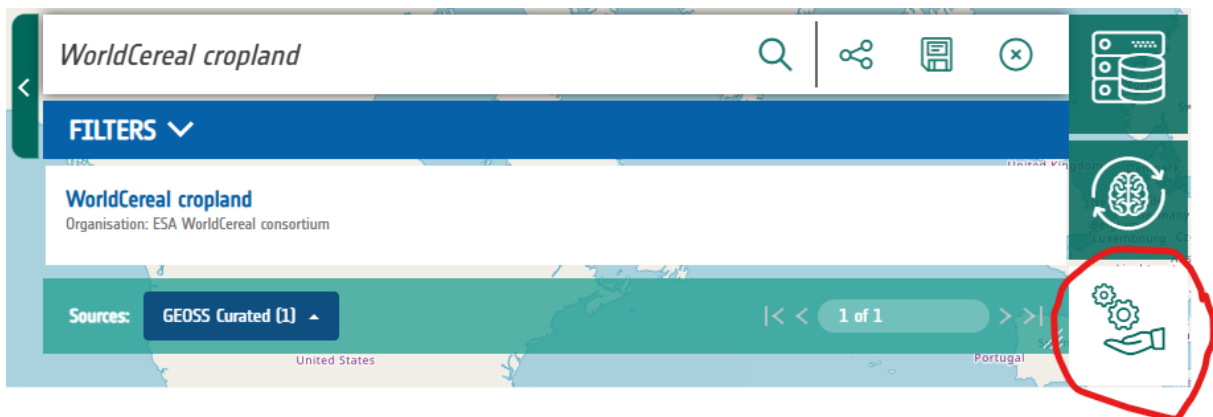 WorldCereal cropland
FILTERS
WorldCereal cropland
Organisation: ESA WorldCereal consortium
United Kingdom
Luxembourg
Sources:
GEOSS Curated (1)
1 of 1
United States
Portugal